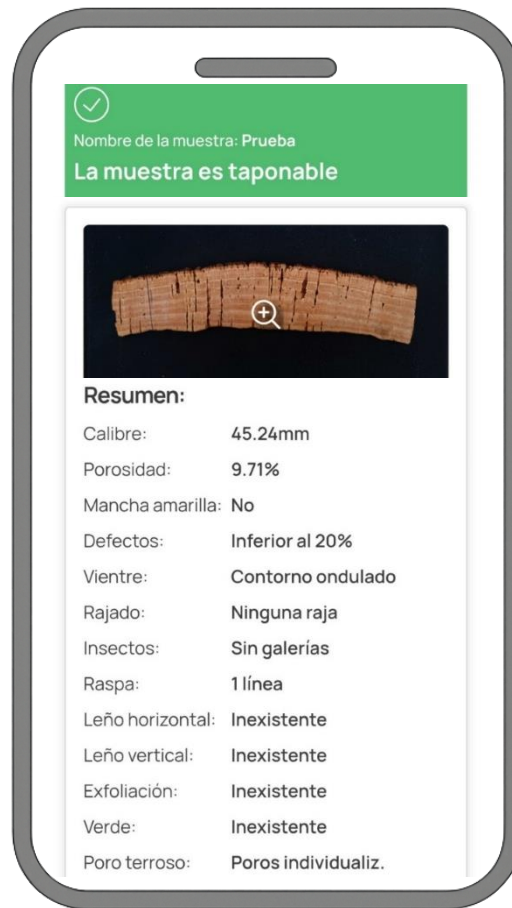 Nombre de la muestra: Prueba
La muestra es taponable
Resumen:
Calibre: 45.24mm
Porosidad: 9.71%
Mancha amarilla: No
Defectos: Inferior al 20%
Vientre: Contorno ondulado
Rajado: Ninguna raja
Insectos: Sin galerías
Raspa: 1 línea
Leño horizontal: Inexistente
Leño vertical: Inexistente
Exfoliación: Inexistente
Verde: Inexistente
Poro terroso: Poros individualiz.